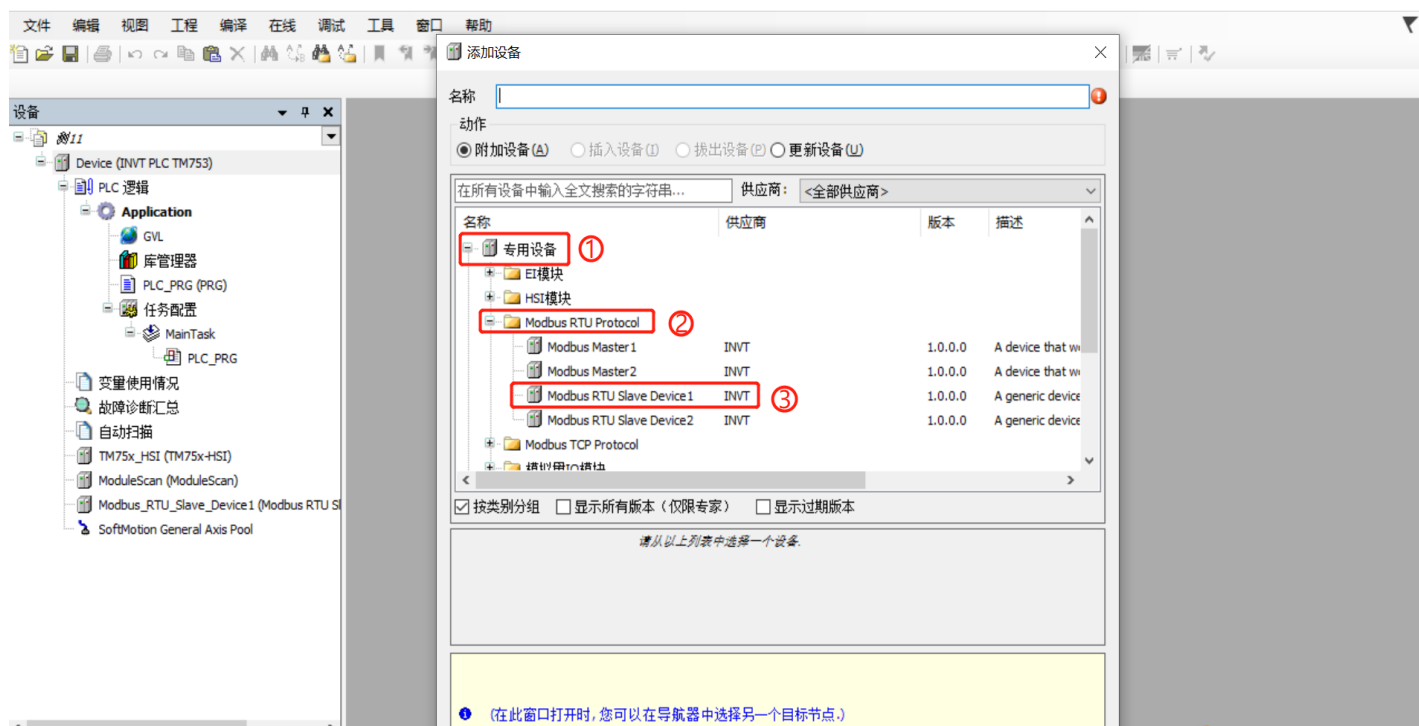 文件 编辑 视图 工程 编译 在线 调试 工具 窗口 帮助
设备
测11
Device (INVT PLC TM753)
PLC 逻辑
Application
GVL
库管理器
PLC_PRG (PRG)
任务配置
MainTask
PLC_PRG
变量使用情况
故障诊断汇总
自动扫描
TM75x_HSI (TM75x-HSI)
ModuleScan (ModuleScan)
Modbus_RTU_Slave_Device1 (Modbus RTU Sl
SoftMotion General Axis Pool
添加设备
名称
动作
附加设备(A) 插入设备(I) 拔出设备(P) 更新设备(U)
在所有设备中输入全文搜索的字符串... 供应商: <全部供应商>
名称 供应商 版本 描述
专用设备 ①
EI模块
HSI模块
Modbus RTU Protocol ②
Modbus Master1 INVT 1.0.0.0 A device that w
Modbus Master2 INVT 1.0.0.0 A device that w
Modbus RTU Slave Device1 INVT ③ 1.0.0.0 A generic device
Modbus RTU Slave Device2 INVT 1.0.0.0 A generic device
Modbus TCP Protocol
模拟里IO模块
按类别分组 显示所有版本（仅限专家） 显示过期版本
请从以上列表中选择一个设备.
(在此窗口打开时,您可以在导航器中选择另一个目标节点.)